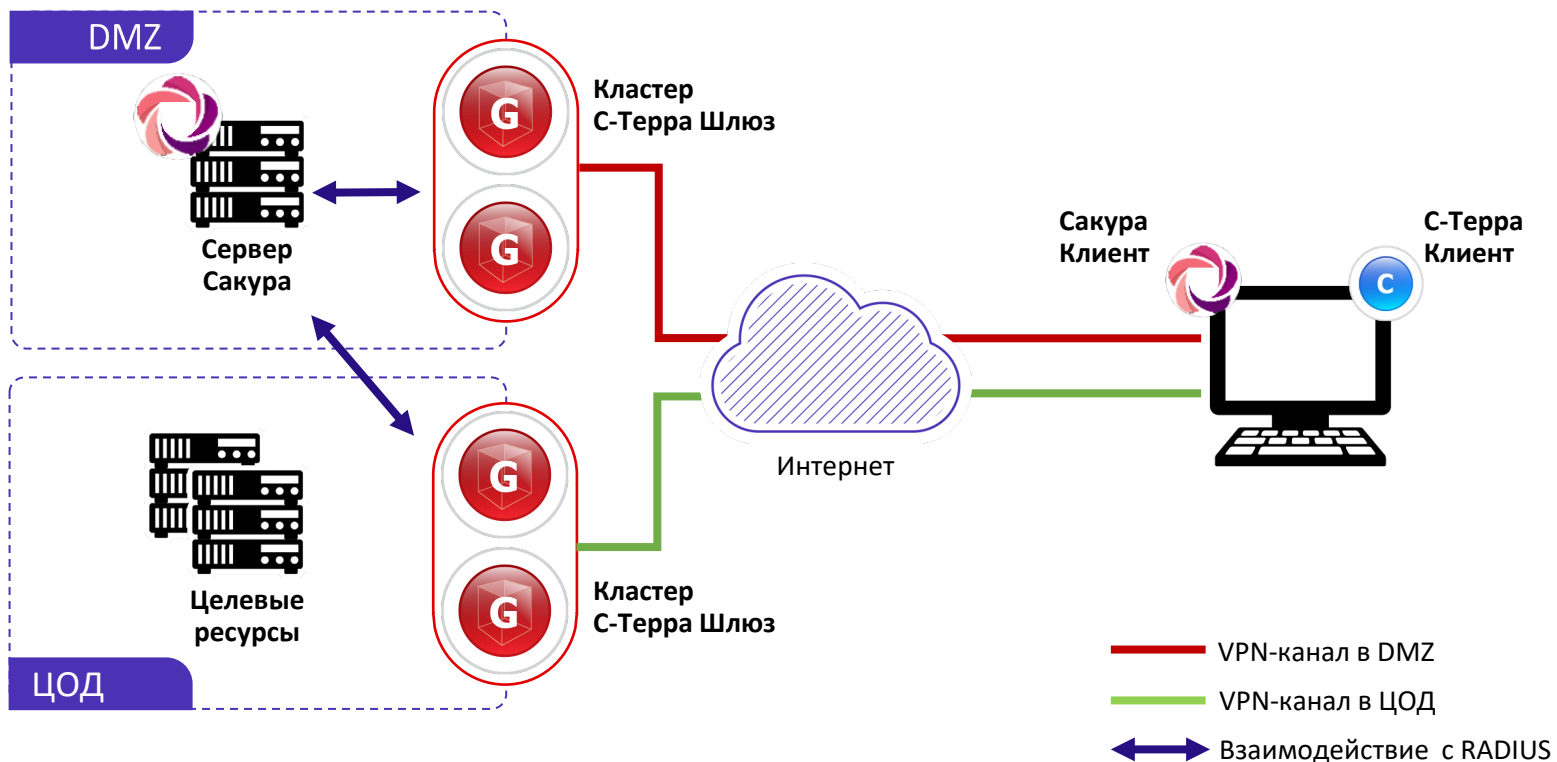 DMZ
Кластер
С-Терра Шлюз
G
G
Сервер
Сакура
Сакура
Клиент
С-Терра
Клиент
C
Интернет
G
G
Целевые
ресурсы
Кластер
С-Терра Шлюз
ЦОД
VPN-канал в DMZ
VPN-канал в ЦОД
Взаимодействие с RADIUS